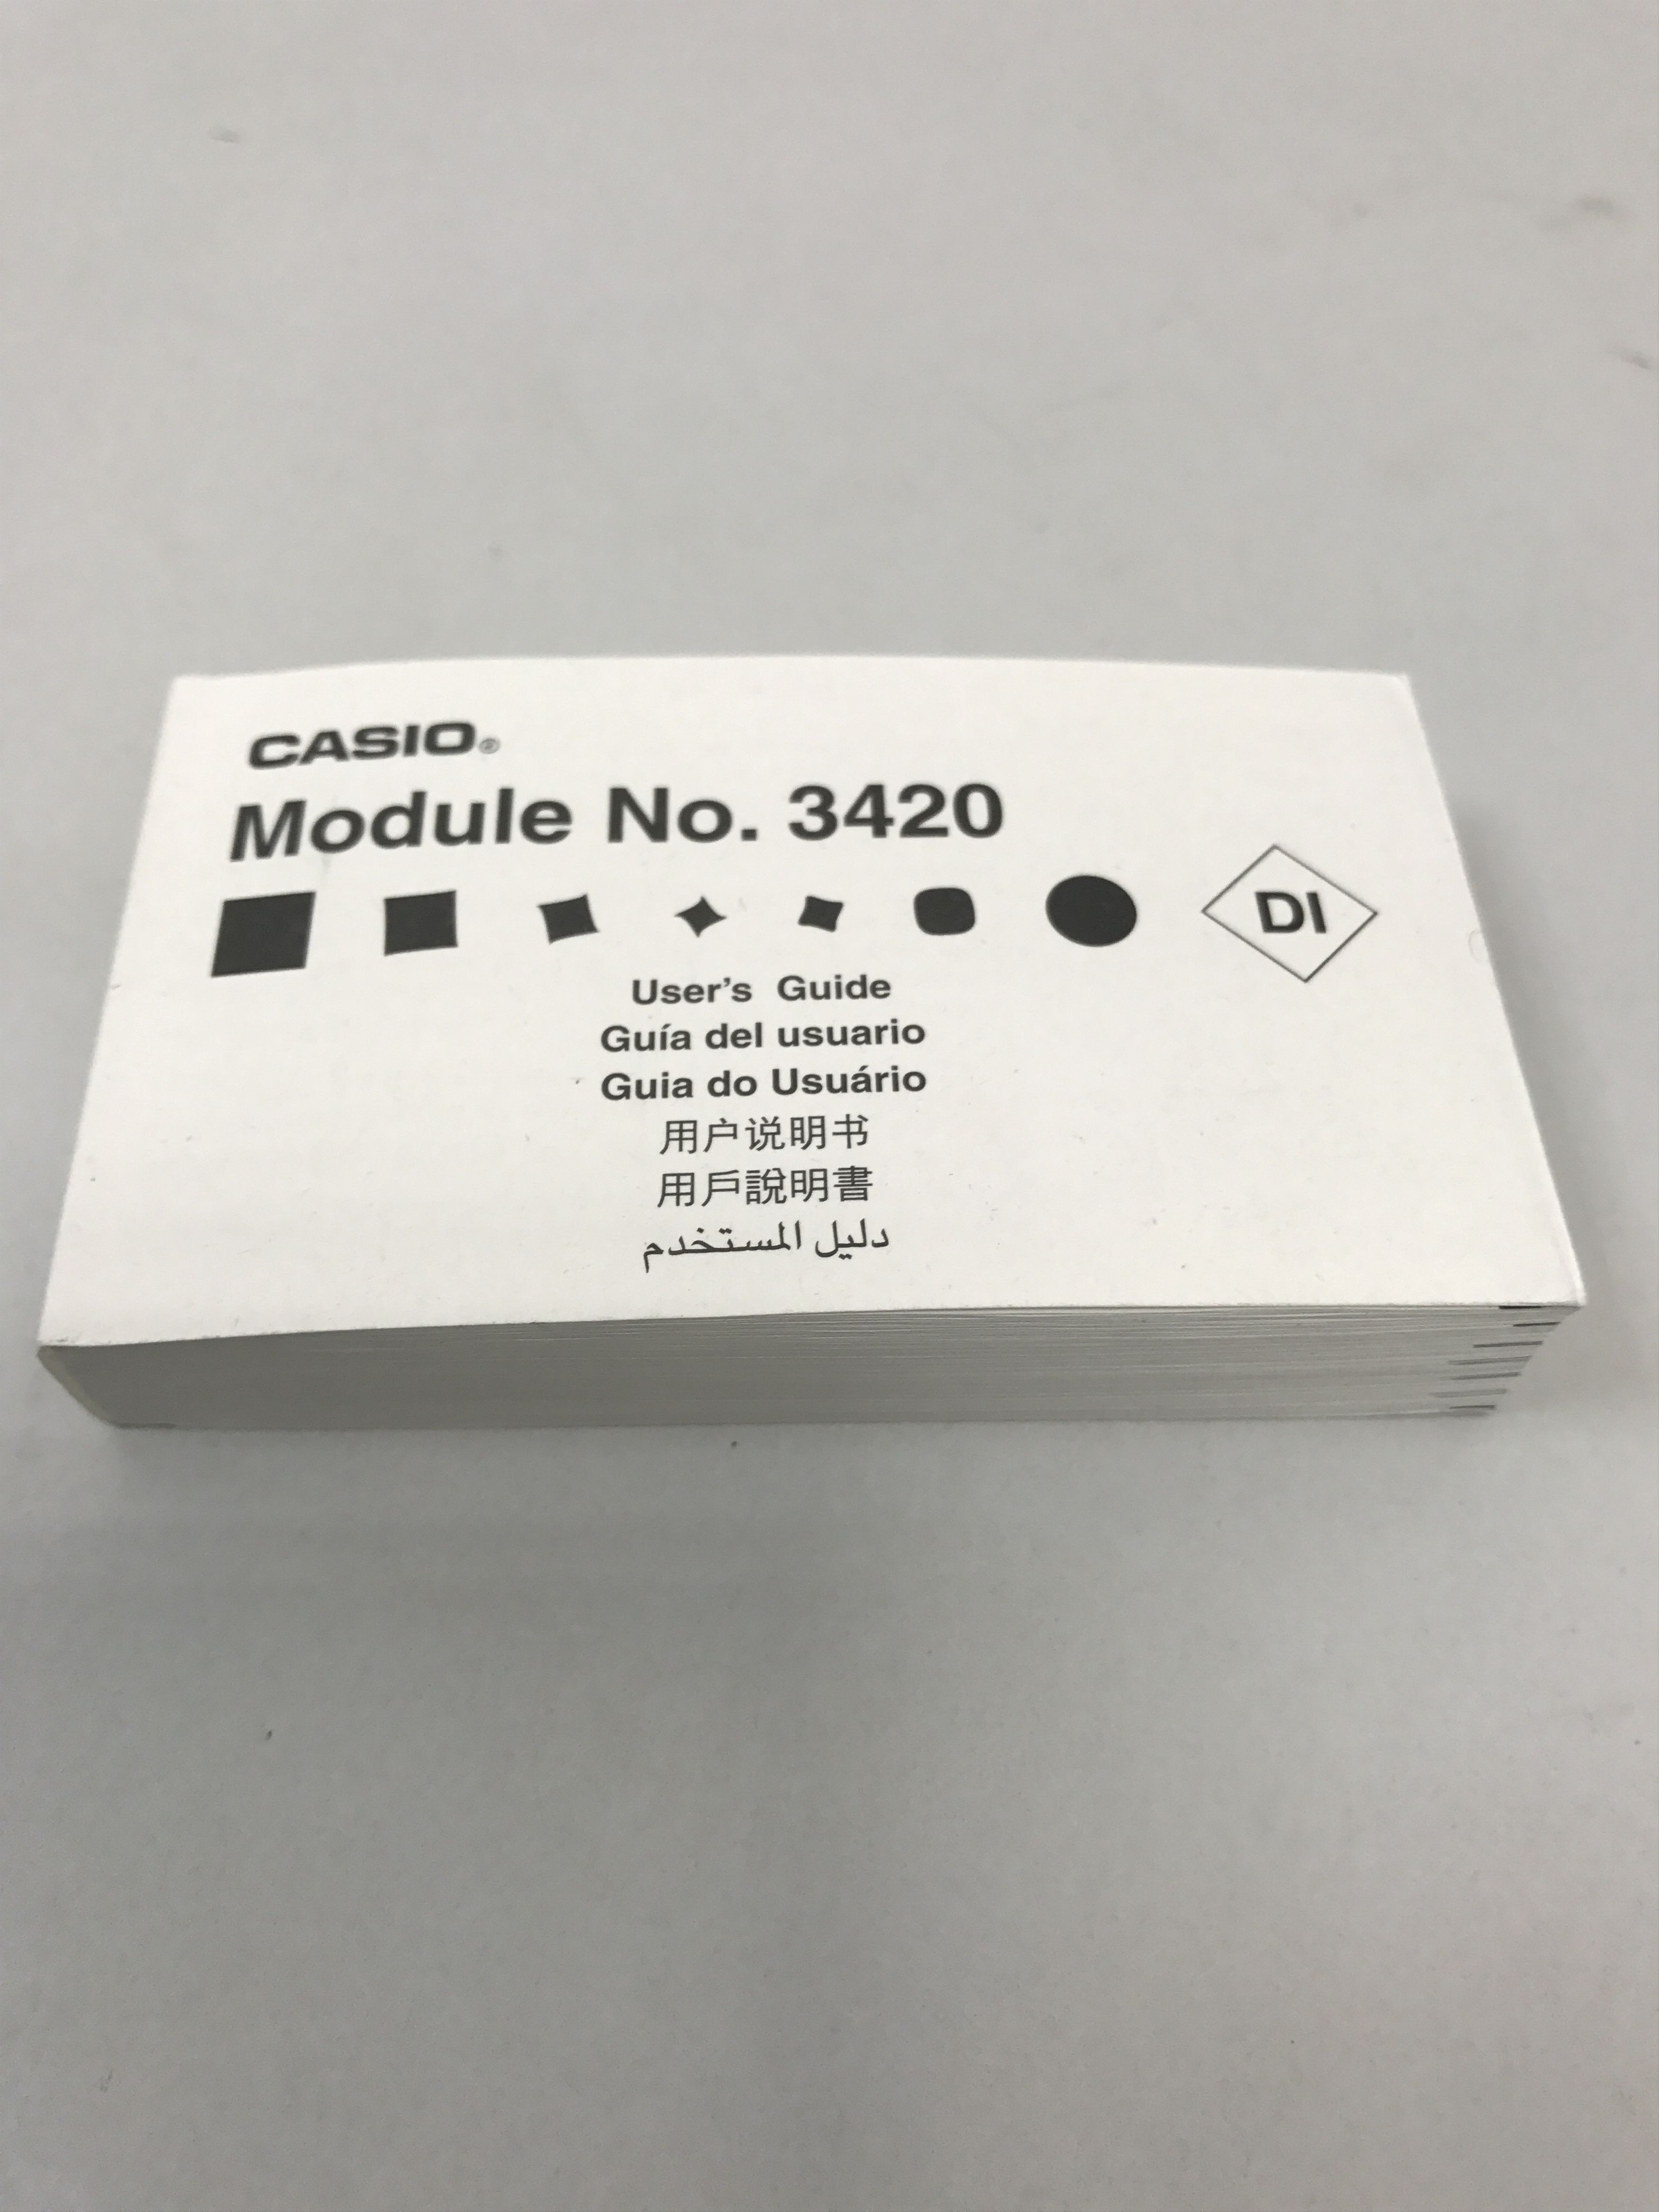 CASIO®
Module No. 3420
DI
User's Guide
Guía del usuario
Guia do Usuário
用户说明书
用戶說明書
دليل المستخدم